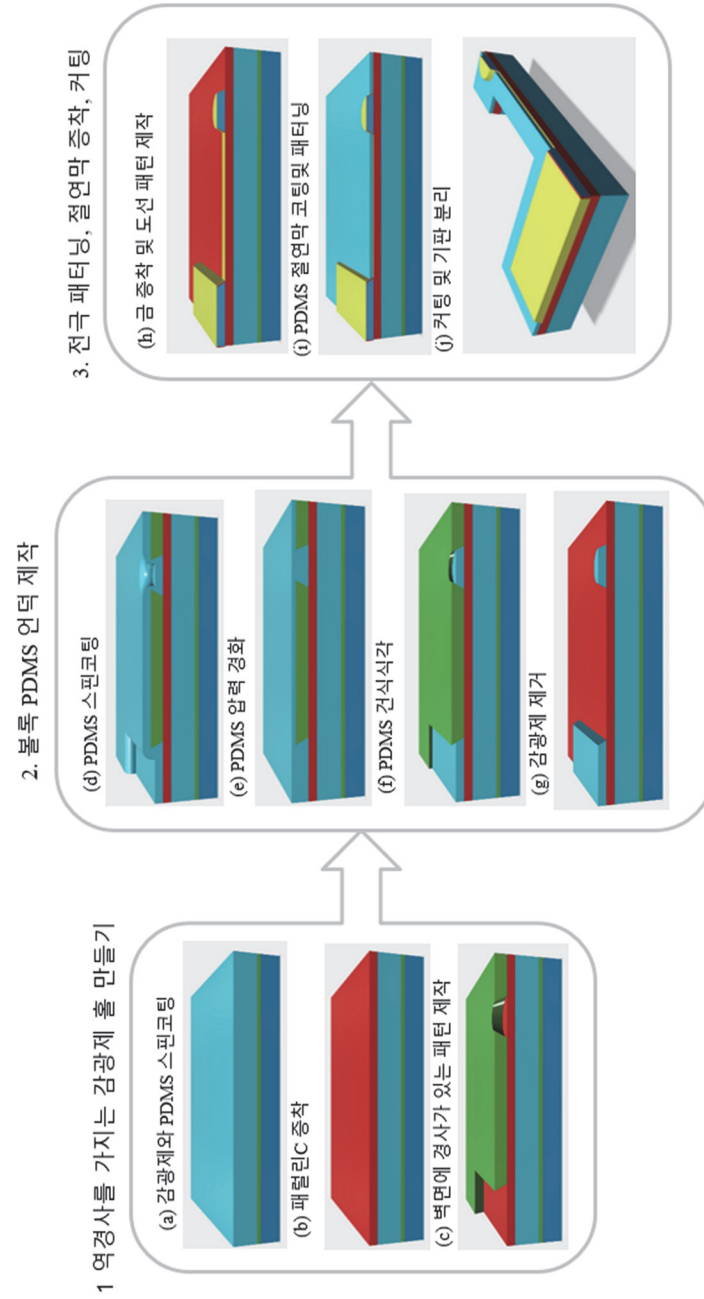 1 역경사를 가지는 감광제 홀 만들기
(a) 감광제와 PDMS 스핀코팅
(b) 패럴린C 증착
(c) 벽면에 경사가 있는 패턴 제작
2. 볼록 PDMS 언덕 제작
(d) PDMS 스핀코팅
(e) PDMS 압력 경화
(f) PDMS 건식식각
(g) 감광제 제거
3. 전극 패터닝, 절연막 증착, 커팅
(h) 금 증착 및 도선 패턴 제작
(i) PDMS 절연막 코팅및 패터닝
(j) 커팅 및 기판 분리